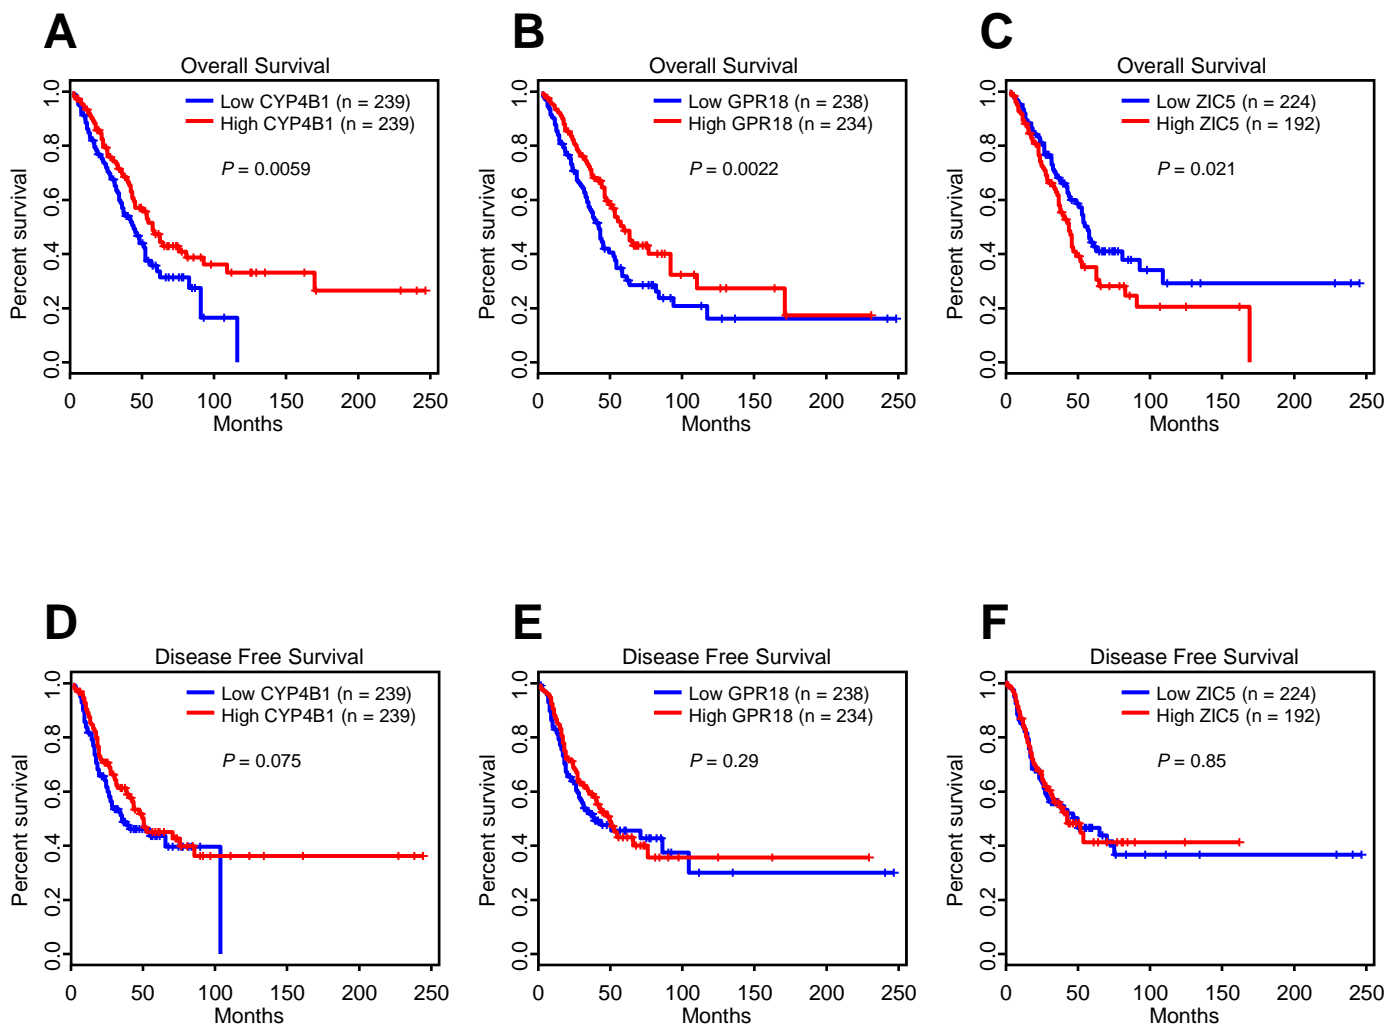 A
Overall Survival
Low CYP4B1 (n = 239)
High CYP4B1 (n = 239)
P = 0.0059
Percent survival
1.0
0.8
0.6
0.4
0.2
0.0
0 50 100 150 200 250
Months
B
Overall Survival
Low GPR18 (n = 238)
High GPR18 (n = 234)
P = 0.0022
Percent survival
1.0
0.8
0.6
0.4
0.2
0.0
0 50 100 150 200 250
Months
C
Overall Survival
Low ZIC5 (n = 224)
High ZIC5 (n = 192)
P = 0.021
Percent survival
1.0
0.8
0.6
0.4
0.2
0.0
0 50 100 150 200 250
Months
D
Disease Free Survival
Low CYP4B1 (n = 239)
High CYP4B1 (n = 239)
P = 0.075
Percent survival
1.0
0.8
0.6
0.4
0.2
0.0
0 50 100 150 200 250
Months
E
Disease Free Survival
Low GPR18 (n = 238)
High GPR18 (n = 234)
P = 0.29
Percent survival
1.0
0.8
0.6
0.4
0.2
0.0
0 50 100 150 200 250
Months
F
Disease Free Survival
Low ZIC5 (n = 224)
High ZIC5 (n = 192)
P = 0.85
Percent survival
1.0
0.8
0.6
0.4
0.2
0.0
0 50 100 150 200 250
Months